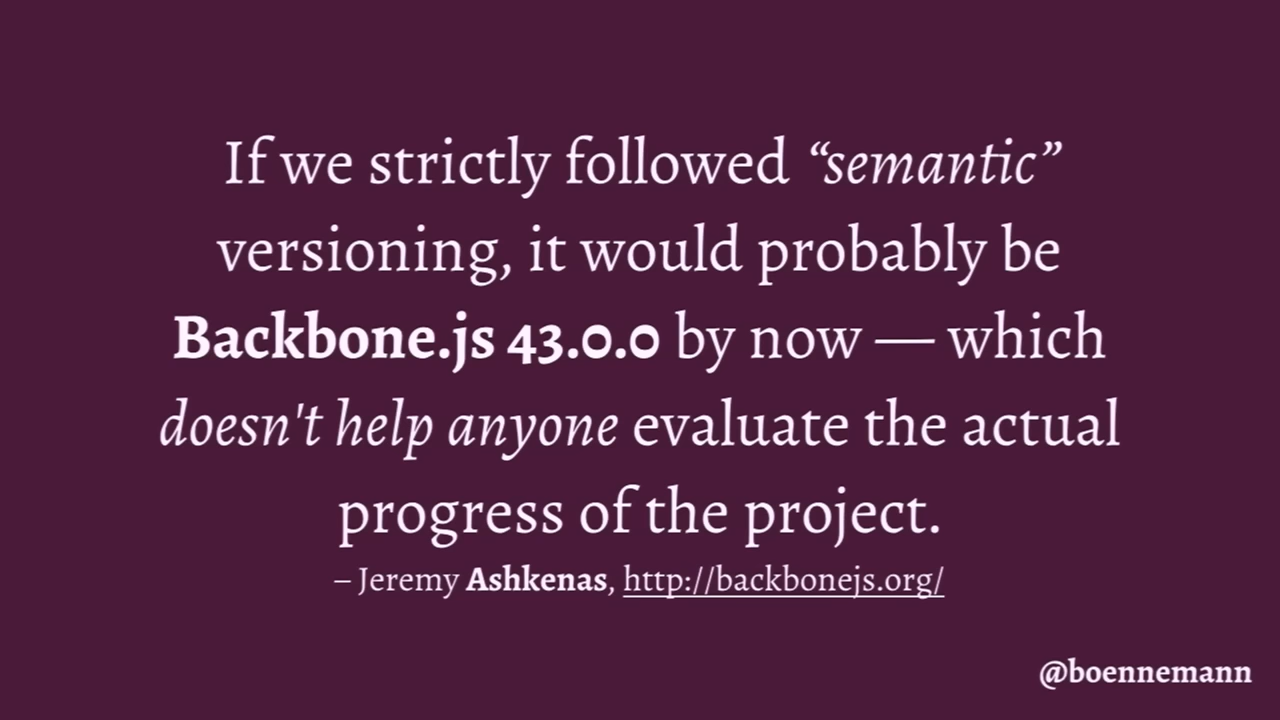 If we strictly followed “semantic”
versioning, it would probably be
Backbone.js 43.0.0 by now — which
doesn't help anyone evaluate the actual
progress of the project.
– Jeremy Ashkenas, http://backbonejs.org/
@boennemann